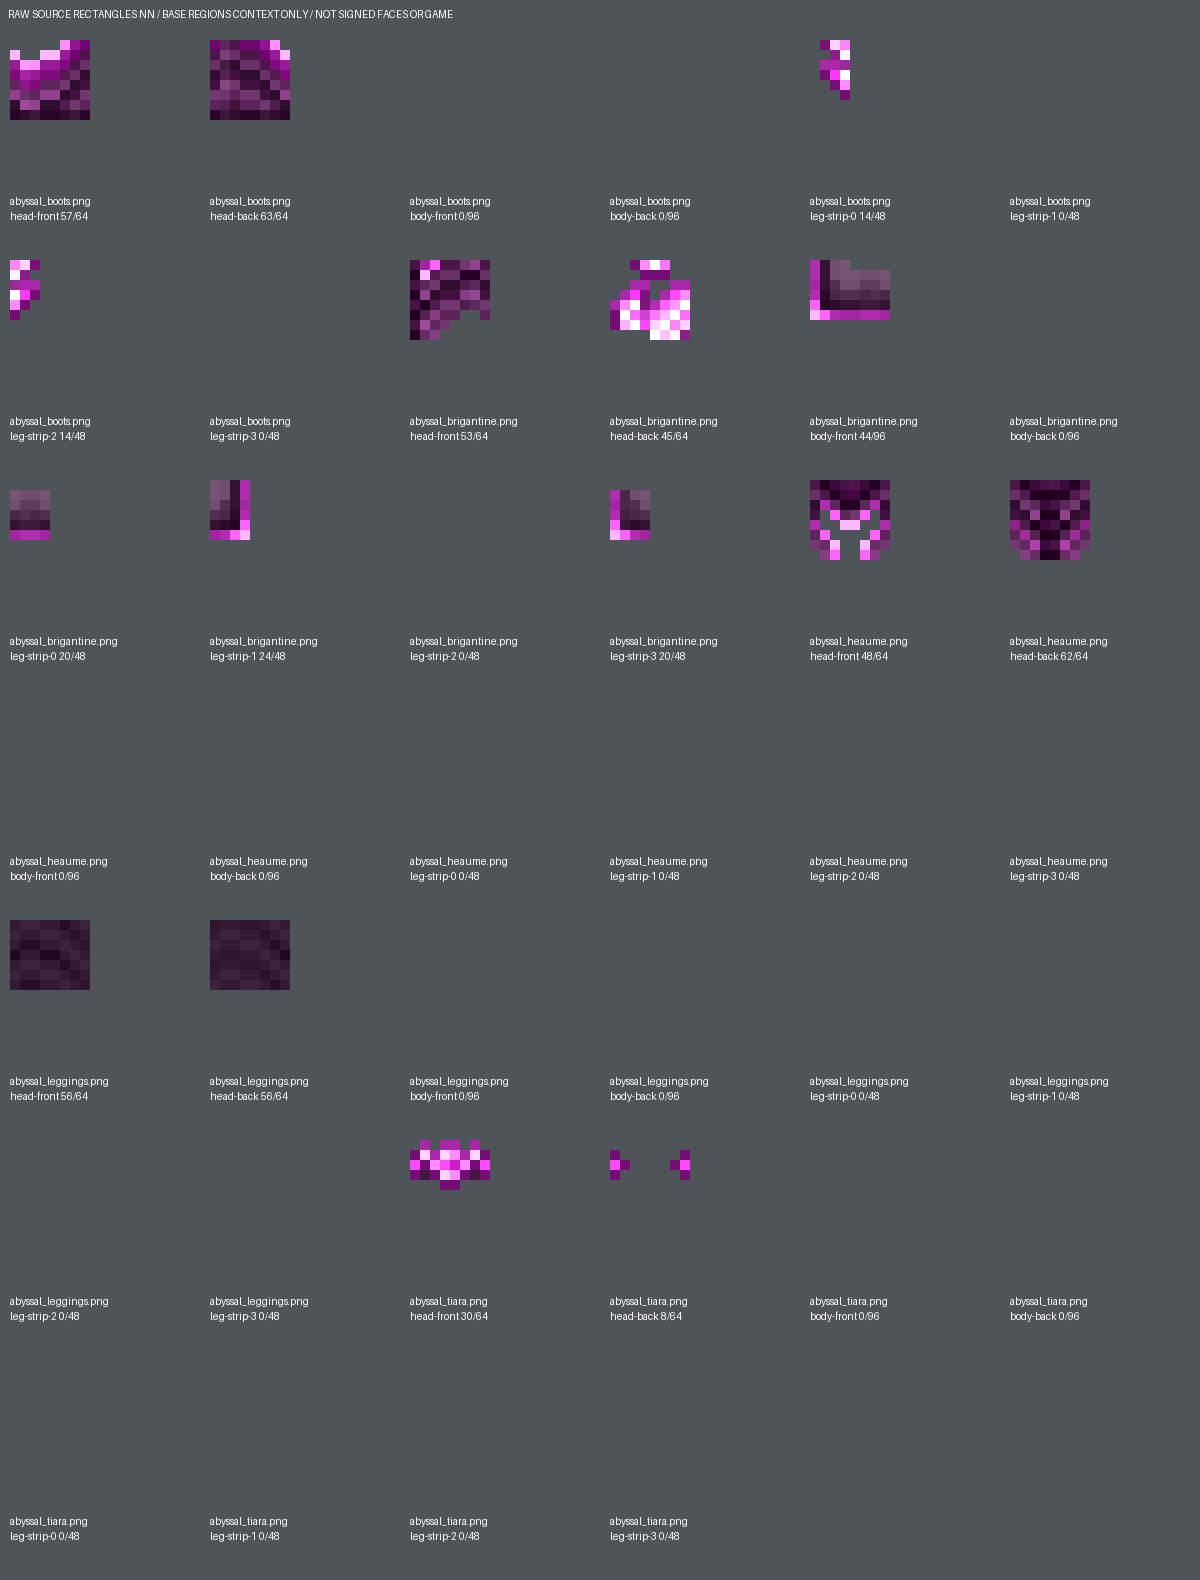 RAW SOURCE RECTANGLES NN / BASE REGIONS CONTEXT ONLY / NOT SIGNED FACES OR GAME
abyssal_boots.png
head-front 57/64
abyssal_boots.png
head-back 63/64
abyssal_boots.png
body-front 0/96
abyssal_boots.png
body-back 0/96
abyssal_boots.png
leg-strip-0 14/48
abyssal_boots.png
leg-strip-1 0/48
abyssal_boots.png
leg-strip-2 14/48
abyssal_boots.png
leg-strip-3 0/48
abyssal_brigantine.png
head-front 53/64
abyssal_brigantine.png
head-back 45/64
abyssal_brigantine.png
body-front 44/96
abyssal_brigantine.png
body-back 0/96
abyssal_brigantine.png
leg-strip-0 20/48
abyssal_brigantine.png
leg-strip-1 24/48
abyssal_brigantine.png
leg-strip-2 0/48
abyssal_brigantine.png
leg-strip-3 20/48
abyssal_heaume.png
head-front 48/64
abyssal_heaume.png
head-back 62/64
abyssal_heaume.png
body-front 0/96
abyssal_heaume.png
body-back 0/96
abyssal_heaume.png
leg-strip-0 0/48
abyssal_heaume.png
leg-strip-1 0/48
abyssal_heaume.png
leg-strip-2 0/48
abyssal_heaume.png
leg-strip-3 0/48
abyssal_leggings.png
head-front 56/64
abyssal_leggings.png
head-back 56/64
abyssal_leggings.png
body-front 0/96
abyssal_leggings.png
body-back 0/96
abyssal_leggings.png
leg-strip-0 0/48
abyssal_leggings.png
leg-strip-1 0/48
abyssal_leggings.png
leg-strip-2 0/48
abyssal_leggings.png
leg-strip-3 0/48
abyssal_tiara.png
head-front 30/64
abyssal_tiara.png
head-back 8/64
abyssal_tiara.png
body-front 0/96
abyssal_tiara.png
body-back 0/96
abyssal_tiara.png
leg-strip-0 0/48
abyssal_tiara.png
leg-strip-1 0/48
abyssal_tiara.png
leg-strip-2 0/48
abyssal_tiara.png
leg-strip-3 0/48